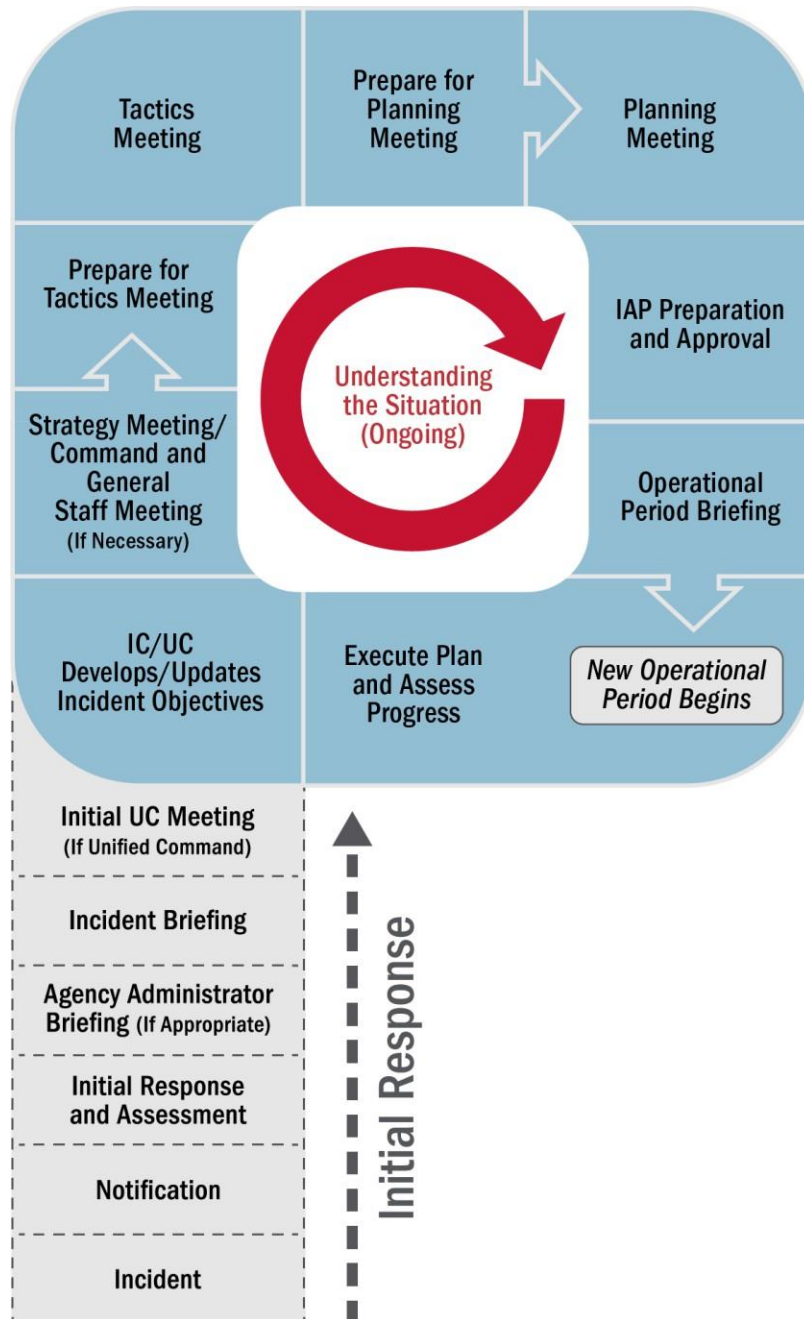 Tactics
Meeting
Prepare for
Planning
Meeting
Planning
Meeting
Prepare for
Tactics Meeting
Understanding
the Situation
(Ongoing)
IAP Preparation
and Approval
Strategy Meeting/
Command and
General
Staff Meeting
(If Necessary)
Operational
Period Briefing
IC/UC
Develops/Updates
Incident Objectives
Execute Plan
and Assess
Progress
New Operational
Period Begins
Initial UC Meeting
(If Unified Command)
Incident Briefing
Agency Administrator
Briefing (If Appropriate)
Initial Response
and Assessment
Notification
Incident
Initial Response